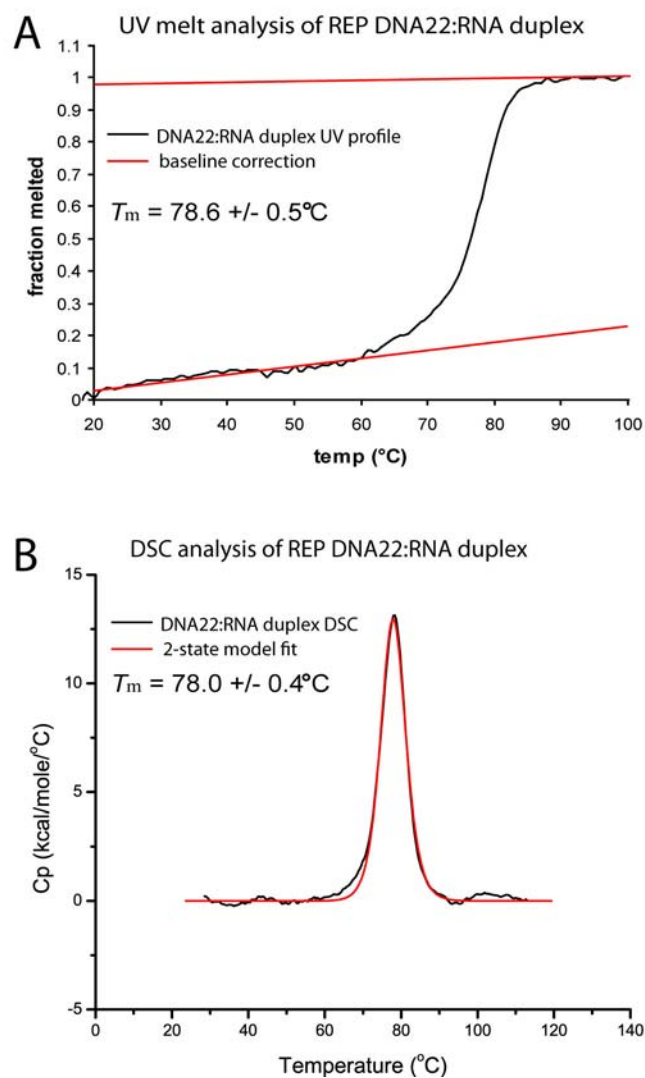 A
UV melt analysis of REP DNA22:RNA duplex
1.1
1
0.9
0.8
0.7
0.6
0.5
0.4
0.3
0.2
0.1
0
fraction melted
DNA22:RNA duplex UV profile
baseline correction
Tm = 78.6 +/- 0.5°C
20 30 40 50 60 70 80 90 100
temp (°C)
B
DSC analysis of REP DNA22:RNA duplex
15
10
5
0
-5
Cp (kcal/mole/°C)
DNA22:RNA duplex DSC
2-state model fit
Tm = 78.0 +/- 0.4°C
0 20 40 60 80 100 120 140
Temperature (°C)